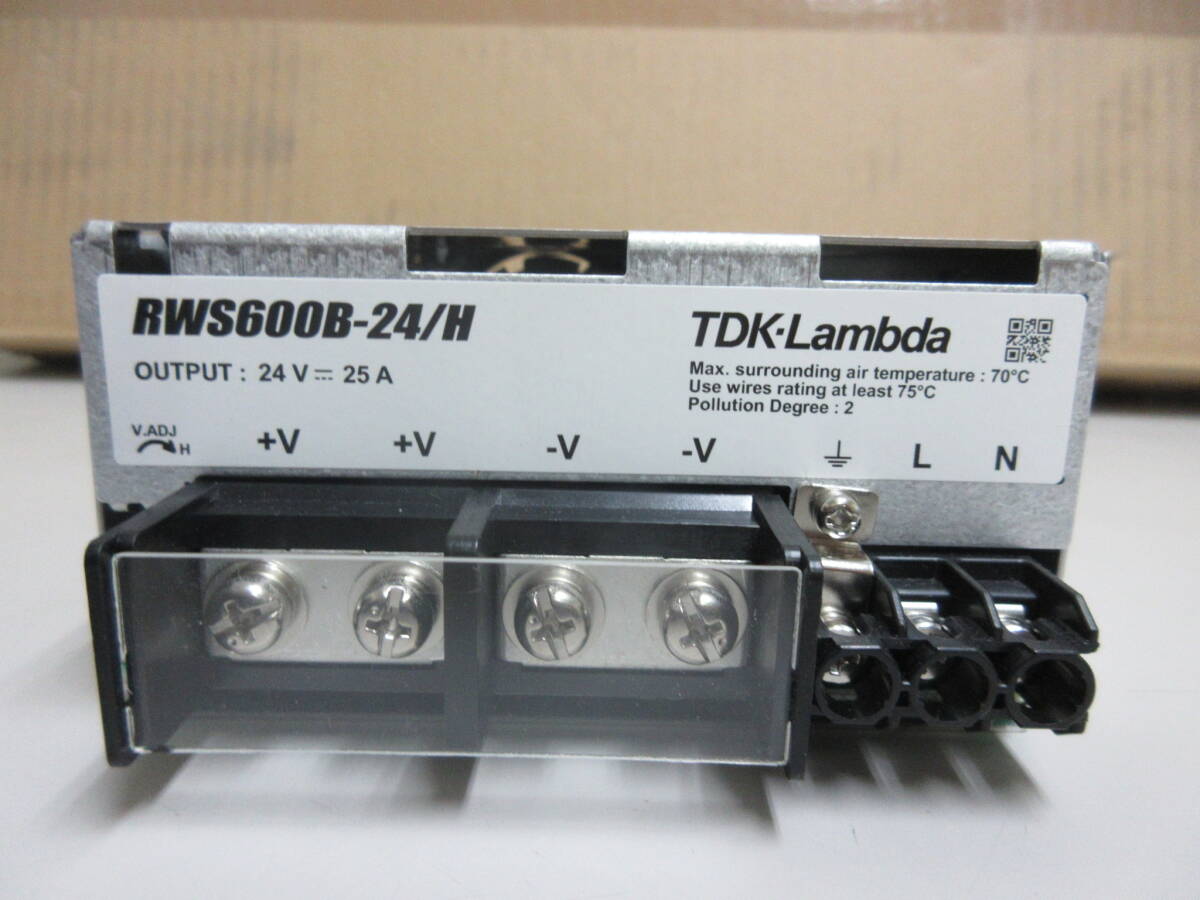 RWS600B-24/H
OUTPUT : 24 V ⎓ 25 A
TDK·Lambda
Max. surrounding air temperature : 70°C
Use wires rating at least 75°C
Pollution Degree : 2
V.ADJ
H
+V +V -V -V ⏚ L N